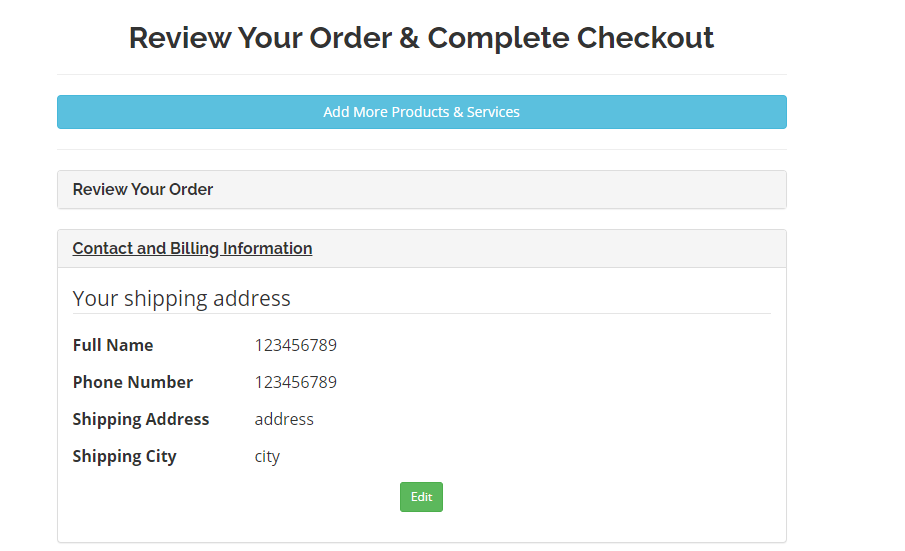 Review Your Order & Complete Checkout
Add More Products & Services
Review Your Order
Contact and Billing Information
Your shipping address
Full Name 123456789
Phone Number 123456789
Shipping Address address
Shipping City city
Edit